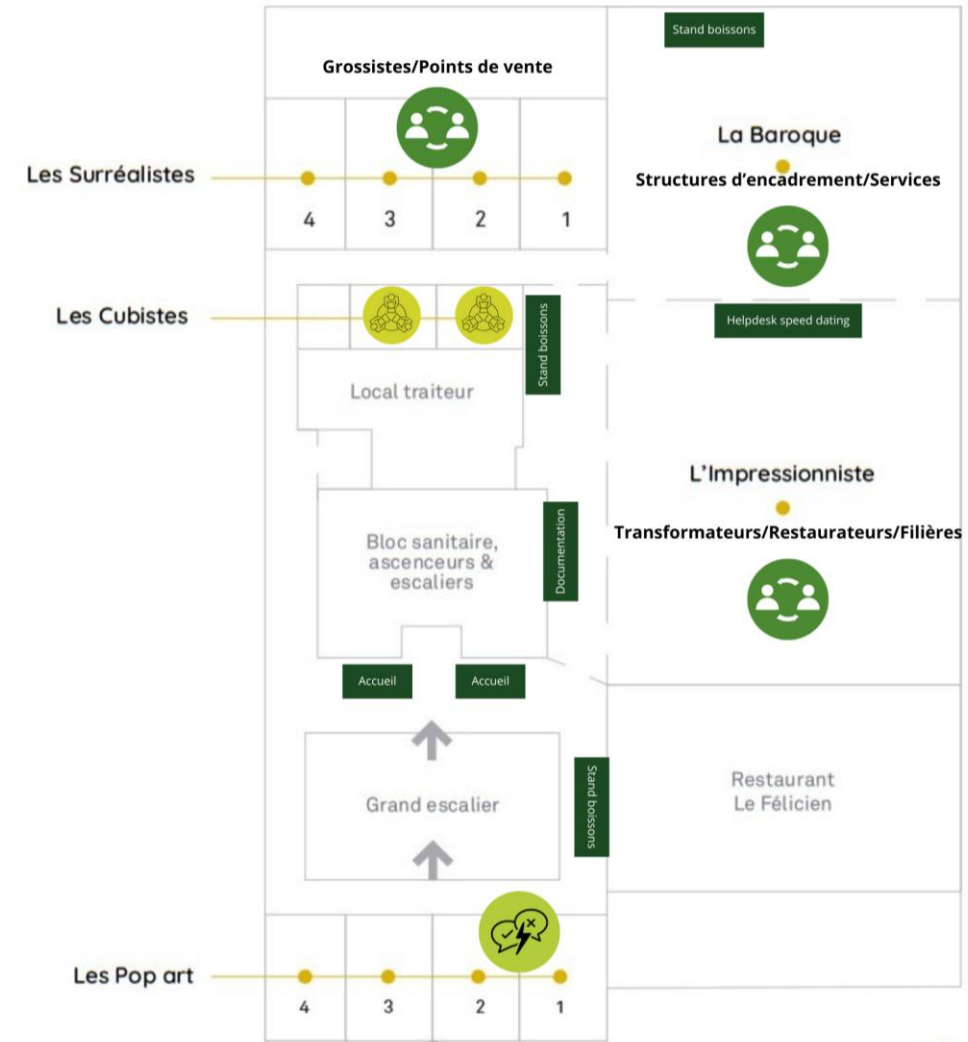 Stand boissons
Grossistes/Points de vente
La Baroque
Les Surréalistes
Structures d'encadrement/Services
4
3
2
1
Les Cubistes
Stand boissons
Helpdesk speed dating
Local traiteur
L'Impressionniste
Documentation
Transformateurs/Restaurateurs/Filières
Bloc sanitaire,
ascenceurs &
escaliers
Accueil
Accueil
Stand boissons
Restaurant
Le Félicien
Grand escalier
Les Pop art
4
3
2
1